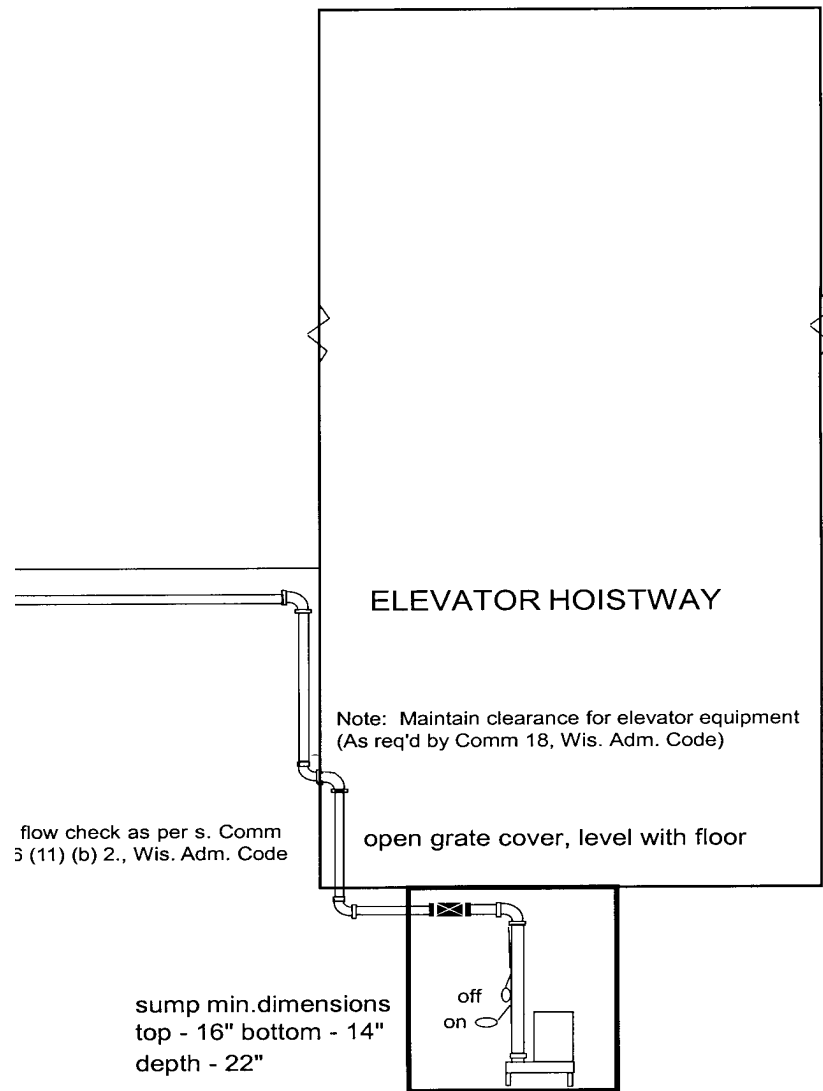 ELEVATOR HOISTWAY
Note: Maintain clearance for elevator equipment
(As req'd by Comm 18, Wis. Adm. Code)
flow check as per s. Comm
6 (11) (b) 2., Wis. Adm. Code
open grate cover, level with floor
off
on
sump min.dimensions
top - 16" bottom - 14"
depth - 22"